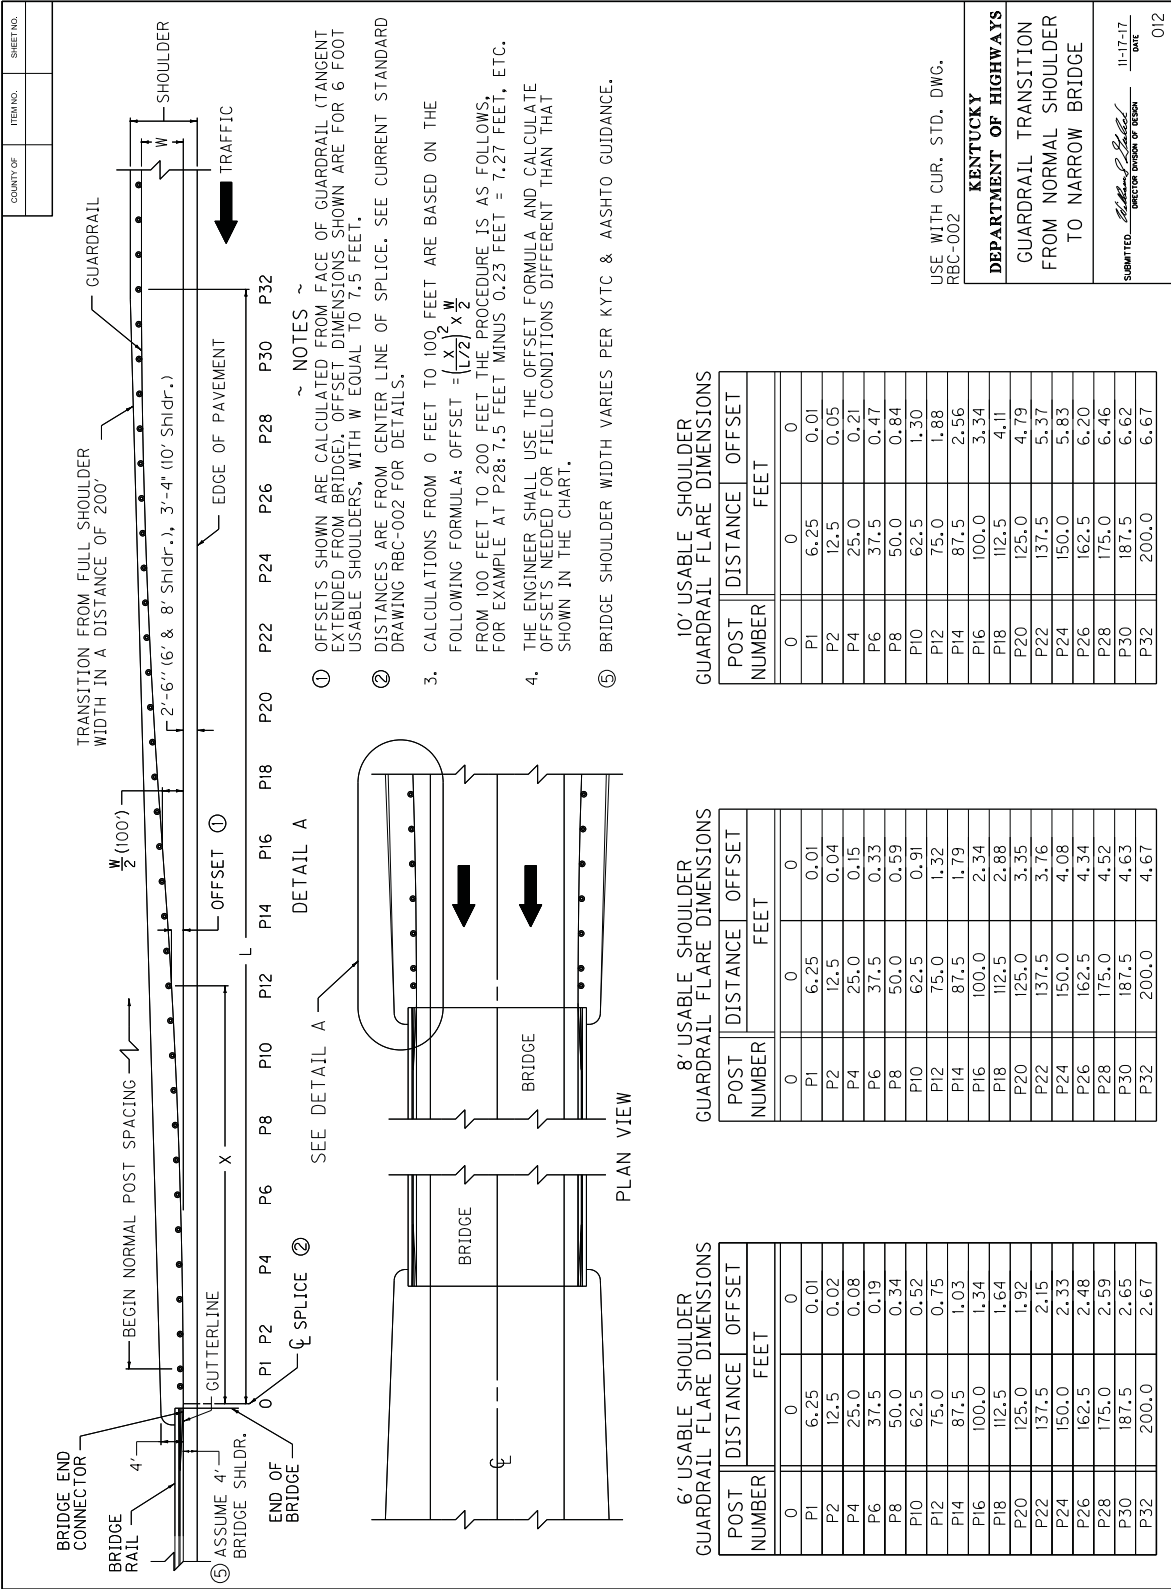 COUNTY OF
ITEM NO.
SHEET NO.
BRIDGE END
CONNECTOR
BRIDGE
RAIL
4'
BEGIN NORMAL POST SPACING
W/2 (100')
TRANSITION FROM FULL SHOULDER
WIDTH IN A DISTANCE OF 200'
GUARDRAIL
W
SHOULDER
2'-6'' (6' & 8' Shldr.), 3'-4" (10' Shldr.)
TRAFFIC
GUTTERLINE
⑤ ASSUME 4'
BRIDGE SHLDR.
X
OFFSET ①
EDGE OF PAVEMENT
L
END OF
BRIDGE
0 P1 P2 P4 P6 P8 P10 P12 P14 P16 P18 P20 P22 P24 P26 P28 P30 P32
℄ SPLICE ②
DETAIL A
SEE DETAIL A
BRIDGE
BRIDGE
℄
PLAN VIEW
~ NOTES ~
① OFFSETS SHOWN ARE CALCULATED FROM FACE OF GUARDRAIL (TANGENT
EXTENDED FROM BRIDGE). OFFSET DIMENSIONS SHOWN ARE FOR 6 FOOT
USABLE SHOULDERS, WITH W EQUAL TO 7.5 FEET.
② DISTANCES ARE FROM CENTER LINE OF SPLICE. SEE CURRENT STANDARD
DRAWING RBC-002 FOR DETAILS.
3. CALCULATIONS FROM 0 FEET TO 100 FEET ARE BASED ON THE
FOLLOWING FORMULA: OFFSET = (X/(L/2))² X W/2
FROM 100 FEET TO 200 FEET THE PROCEDURE IS AS FOLLOWS,
FOR EXAMPLE AT P28: 7.5 FEET MINUS 0.23 FEET = 7.27 FEET, ETC.
4. THE ENGINEER SHALL USE THE OFFSET FORMULA AND CALCULATE
OFFSETS NEEDED FOR FIELD CONDITIONS DIFFERENT THAN THAT
SHOWN IN THE CHART.
⑤ BRIDGE SHOULDER WIDTH VARIES PER KYTC & AASHTO GUIDANCE.
6' USABLE SHOULDER
GUARDRAIL FLARE DIMENSIONS
POST NUMBER DISTANCE OFFSET
FEET
0 0 0
P1 6.25 0.01
P2 12.5 0.02
P4 25.0 0.08
P6 37.5 0.19
P8 50.0 0.34
P10 62.5 0.52
P12 75.0 0.75
P14 87.5 1.03
P16 100.0 1.34
P18 112.5 1.64
P20 125.0 1.92
P22 137.5 2.15
P24 150.0 2.33
P26 162.5 2.48
P28 175.0 2.59
P30 187.5 2.65
P32 200.0 2.67
8' USABLE SHOULDER
GUARDRAIL FLARE DIMENSIONS
POST NUMBER DISTANCE OFFSET
FEET
0 0 0
P1 6.25 0.01
P2 12.5 0.04
P4 25.0 0.15
P6 37.5 0.33
P8 50.0 0.59
P10 62.5 0.91
P12 75.0 1.32
P14 87.5 1.79
P16 100.0 2.34
P18 112.5 2.88
P20 125.0 3.35
P22 137.5 3.76
P24 150.0 4.08
P26 162.5 4.34
P28 175.0 4.52
P30 187.5 4.63
P32 200.0 4.67
10' USABLE SHOULDER
GUARDRAIL FLARE DIMENSIONS
POST NUMBER DISTANCE OFFSET
FEET
0 0 0
P1 6.25 0.01
P2 12.5 0.05
P4 25.0 0.21
P6 37.5 0.47
P8 50.0 0.84
P10 62.5 1.30
P12 75.0 1.88
P14 87.5 2.56
P16 100.0 3.34
P18 112.5 4.11
P20 125.0 4.79
P22 137.5 5.37
P24 150.0 5.83
P26 162.5 6.20
P28 175.0 6.46
P30 187.5 6.62
P32 200.0 6.67
USE WITH CUR. STD. DWG.
RBC-002
KENTUCKY
DEPARTMENT OF HIGHWAYS
GUARDRAIL TRANSITION
FROM NORMAL SHOULDER
TO NARROW BRIDGE
SUBMITTED
DIRECTOR DIVISION OF DESIGN
11-17-17
DATE
012